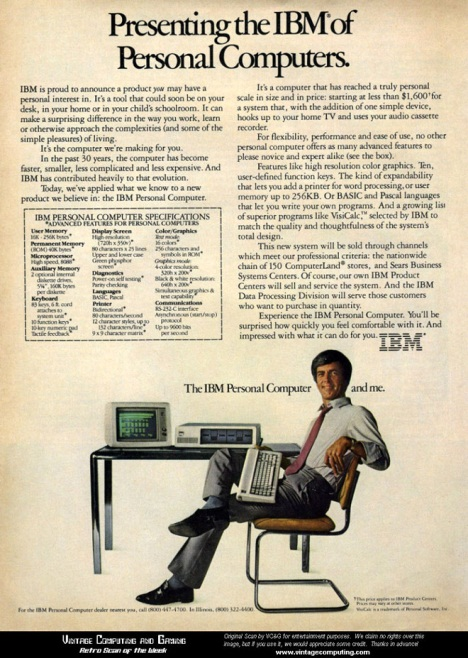 Presenting the IBM® of
Personal Computers.
IBM is proud to announce a product you may have a
personal interest in. It's a tool that could soon be on your
desk, in your home or in your child's schoolroom. It can
make a surprising difference in the way you work, learn
or otherwise approach the complexities (and some of the
simple pleasures) of living.
It's the computer we're making for you.
In the past 30 years, the computer has become
faster, smaller, less complicated and less expensive. And
IBM has contributed heavily to that evolution.
Today, we've applied what we know to a new
product we believe in: the IBM Personal Computer.
IBM PERSONAL COMPUTER SPECIFICATIONS
*ADVANCED FEATURES FOR PERSONAL COMPUTERS
User Memory
16K - 256K bytes*
Permanent Memory
(ROM) 40K bytes*
Microprocessor
High speed, 8088*
Auxiliary Memory
2 optional internal
diskette drives,
5¼", 160K bytes
per diskette
Keyboard
83 keys, 6 ft. cord
attaches to
system unit*
10 function keys*
10-key numeric pad
Tactile feedback*
Display Screen
High-resolution
(720h x 350v)*
80 characters x 25 lines
Upper and lower case
Green phosphor
screen*
Diagnostics
Power-on self testing*
Parity checking*
Languages
BASIC, Pascal
Printer
Bidirectional*
80 characters/second
12 character styles, up to
132 characters/line*
9 x 9 character matrix*
Color/Graphics
Text mode
16 colors*
256 characters and
symbols in ROM*
Graphics mode
4-color resolution:
320h x 200v*
Black & white resolution:
640h x 200v*
Simultaneous graphics &
text capability*
Communications
RS-232-C interface
Asynchronous (start/stop)
protocol
Up to 9600 bits
per second
It's a computer that has reached a truly personal
scale in size and in price: starting at less than $1,600† for
a system that, with the addition of one simple device,
hooks up to your home TV and uses your audio cassette
recorder.
For flexibility, performance and ease of use, no other
personal computer offers as many advanced features to
please novice and expert alike (see the box).
Features like high resolution color graphics. Ten,
user-defined function keys. The kind of expandability
that lets you add a printer for word processing, or user
memory up to 256KB. Or BASIC and Pascal languages
that let you write your own programs. And a growing list
of superior programs like VisiCalc,™ selected by IBM to
match the quality and thoughtfulness of the system's
total design.
This new system will be sold through channels
which meet our professional criteria: the nationwide
chain of 150 ComputerLand® stores, and Sears Business
Systems Centers. Of course, our own IBM Product
Centers will sell and service the system. And the IBM
Data Processing Division will serve those customers
who want to purchase in quantity.
Experience the IBM Personal Computer. You'll be
surprised how quickly you feel comfortable with it. And
impressed with what it can do for you.
IBM®
The IBM Personal Computer and me.
†This price applies to IBM Product Centers.
Prices may vary at other stores.
VisiCalc is a trademark of Personal Software, Inc.
For the IBM Personal Computer dealer nearest you, call (800) 447-4700. In Illinois, (800) 322-4400.
Vintage Computing and Gaming
Retro Scan of the Week
Original Scan by VC&G for entertainment purposes. We claim no rights over this
image, but if you use it, we would appreciate some credit. Thanks in advance!
www.vintagecomputing.com